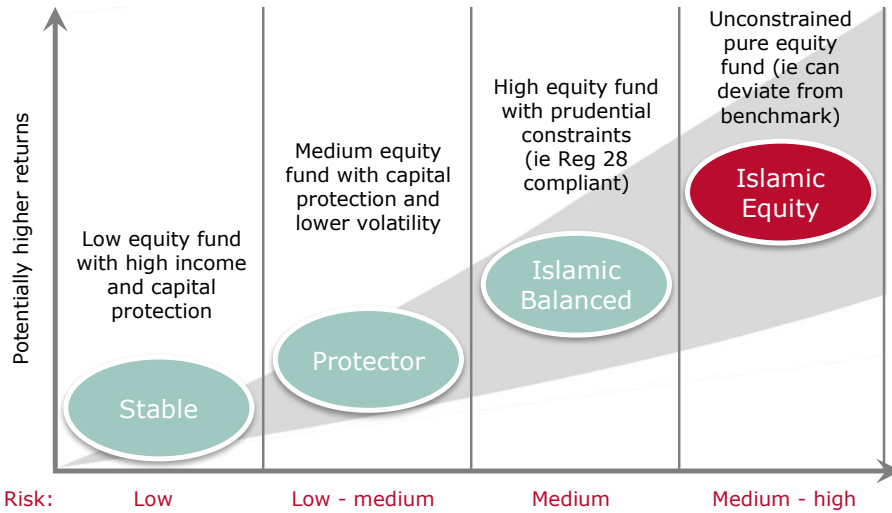 Potentially higher returns
Low equity fund
with high income
and capital
protection
Stable
Medium equity
fund with capital
protection and
lower volatility
Protector
High equity fund
with prudential
constraints
(ie Reg 28
compliant)
Islamic
Balanced
Unconstrained
pure equity
fund (ie can
deviate from
benchmark)
Islamic
Equity
Risk:
Low
Low - medium
Medium
Medium - high